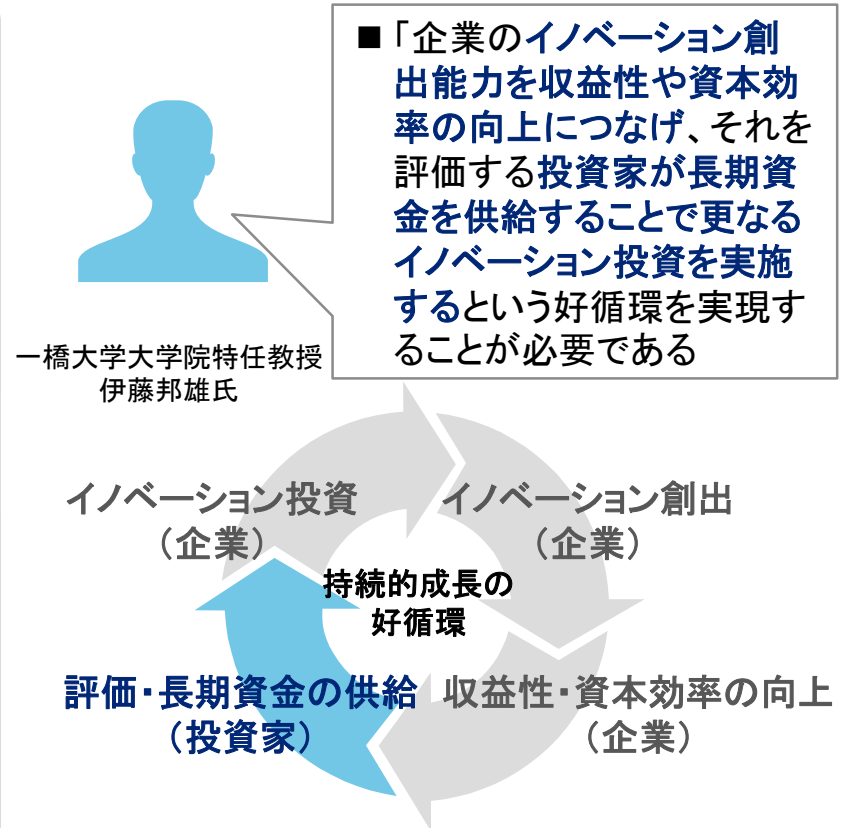 ■「企業のイノベーション創
出能力を収益性や資本効
率の向上につなげ、それを
評価する投資家が長期資
金を供給することで更なる
イノベーション投資を実施
するという好循環を実現す
ることが必要である
一橋大学大学院特任教授
伊藤邦雄氏
イノベーション投資
（企業）
イノベーション創出
（企業）
持続的成長の
好循環
評価・長期資金の供給
（投資家）
収益性・資本効率の向上
（企業）